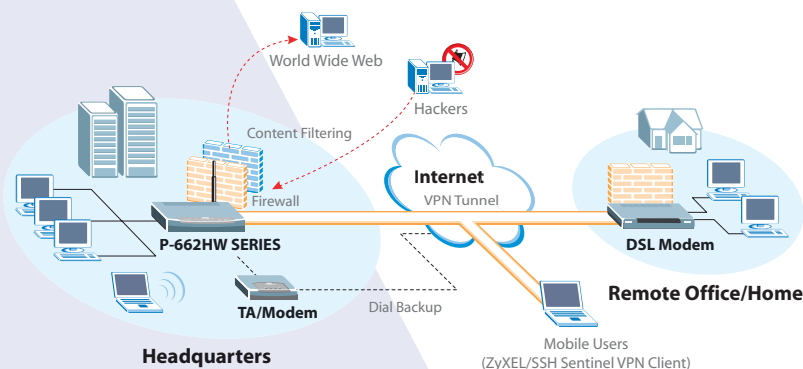 World Wide Web
Hackers
Content Filtering
Internet
VPN Tunnel
Firewall
P-662HW SERIES
DSL Modem
TA/Modem
Dial Backup
Remote Office/Home
Headquarters
Mobile Users
(ZyXEL/SSH Sentinel VPN Client)